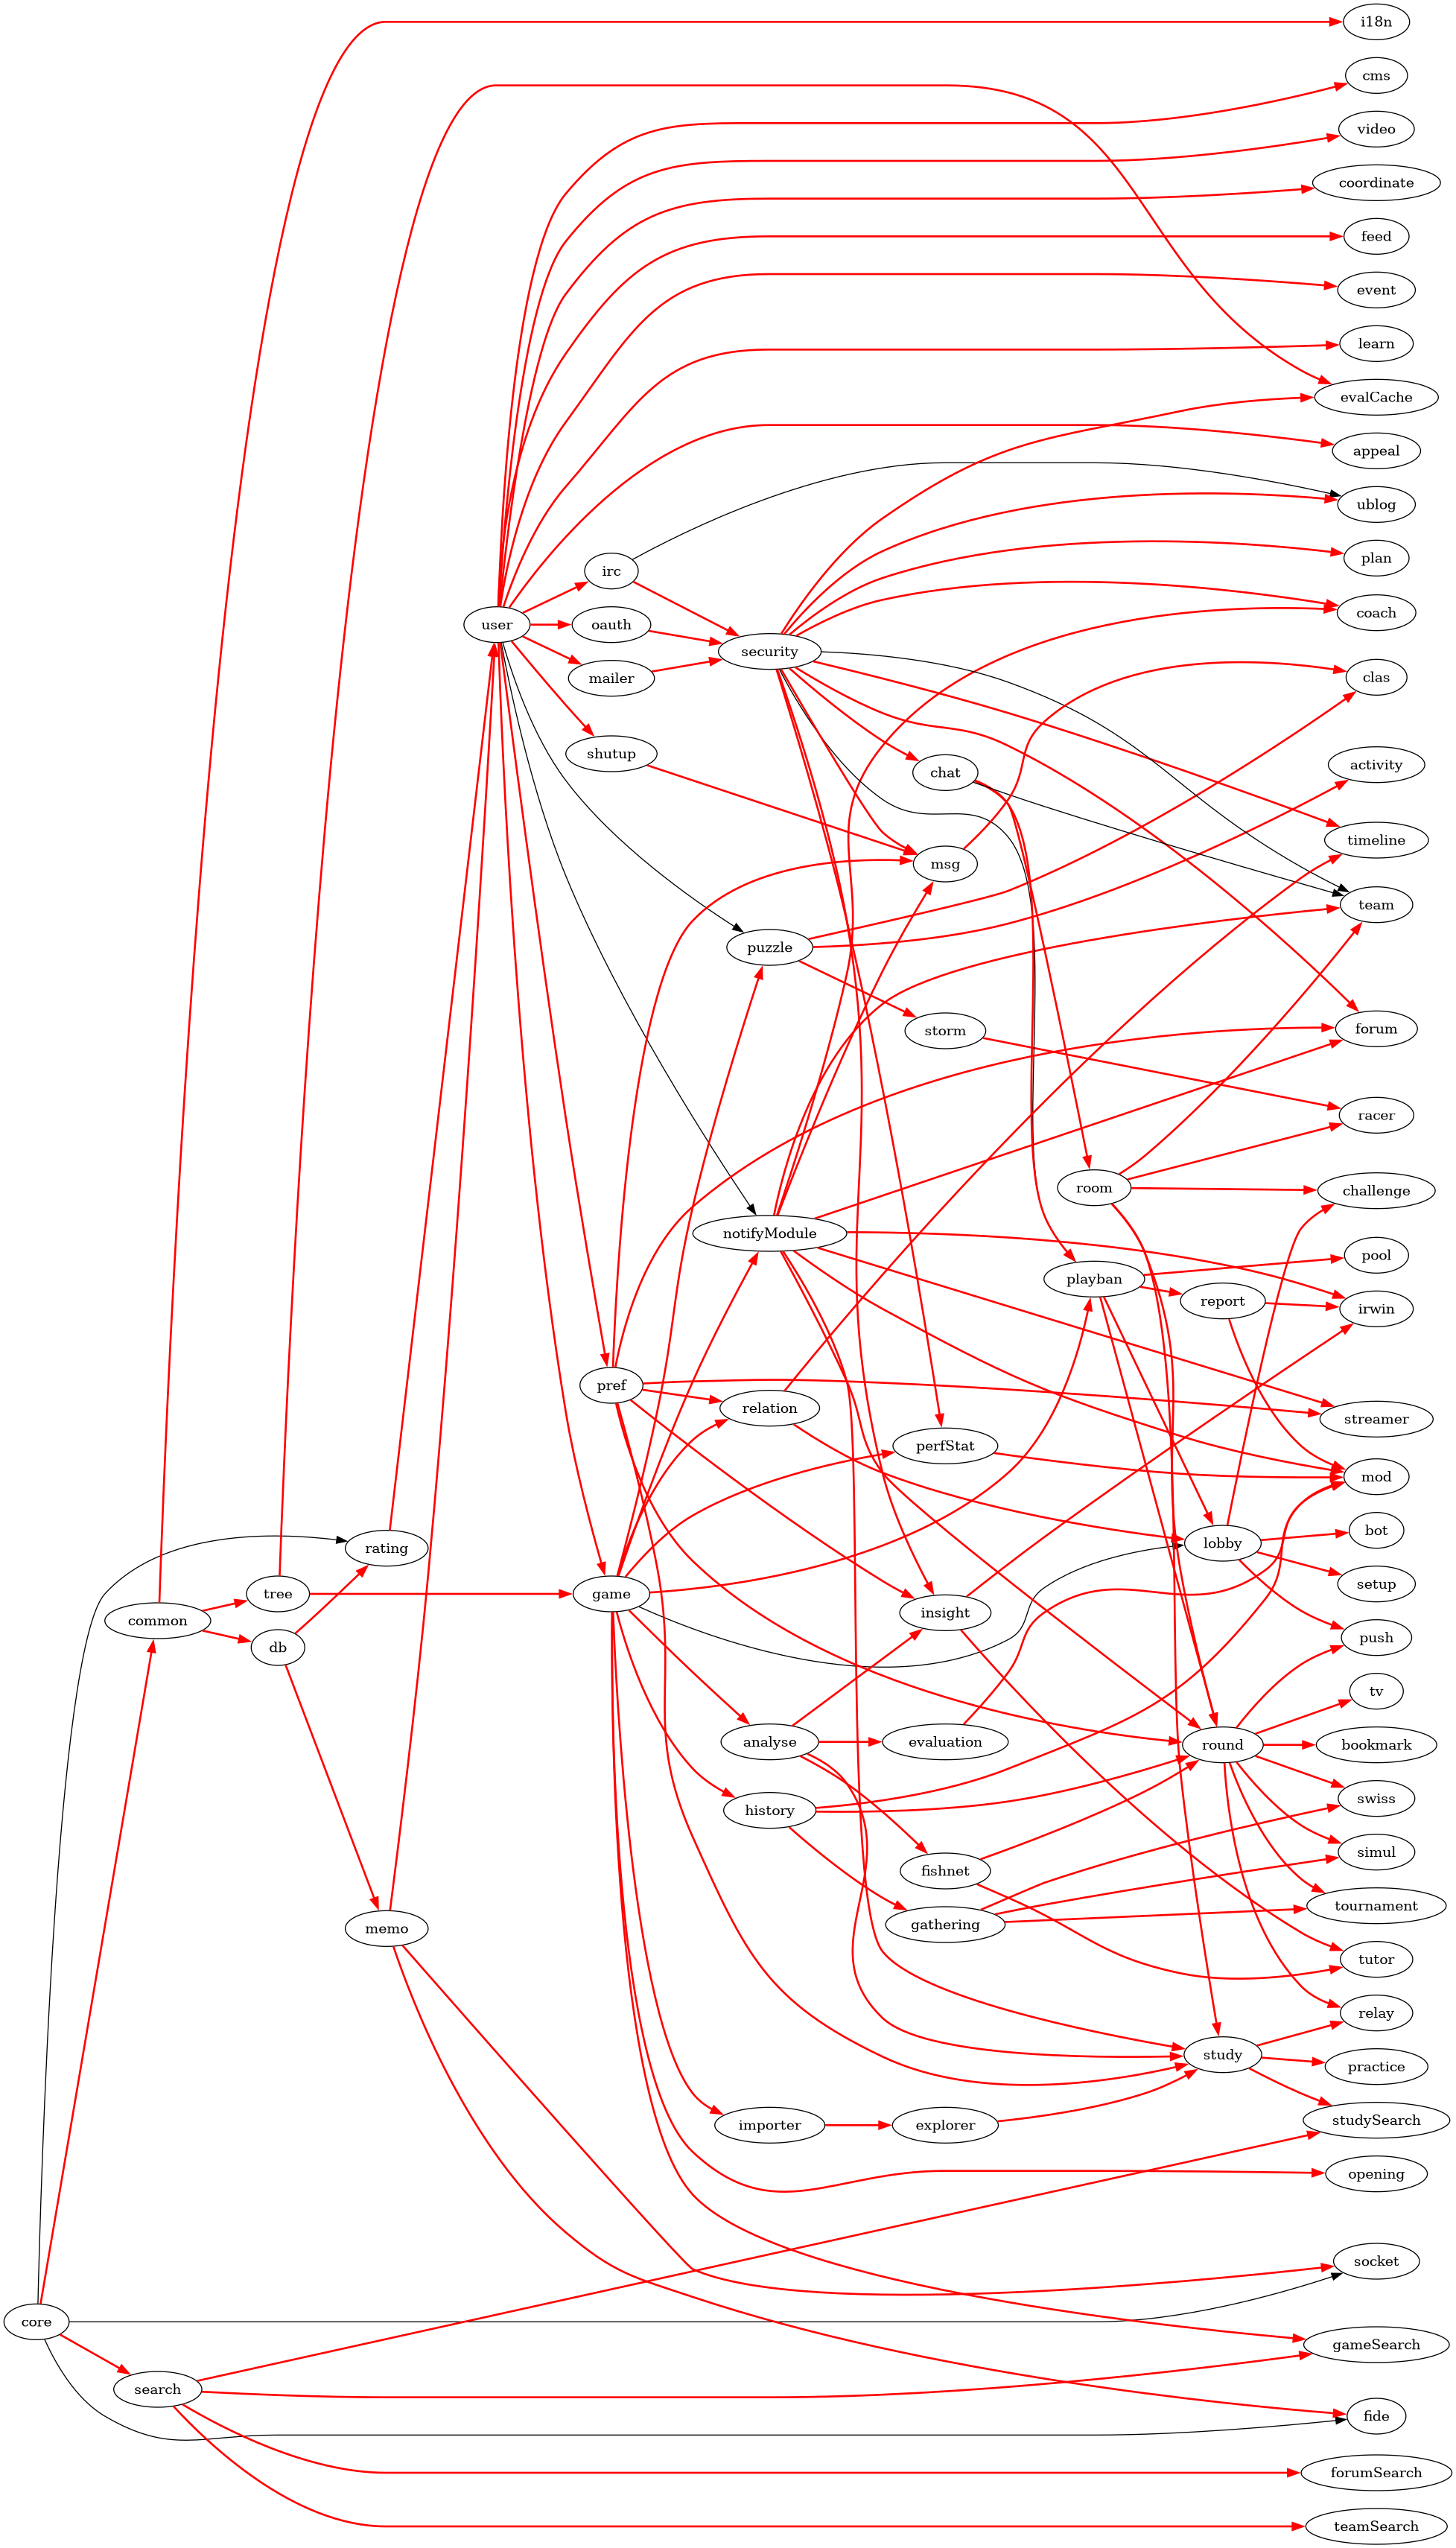 i18n
cms
video
coordinate
feed
event
learn
evalCache
appeal
ublog
plan
irc
coach
user
oauth
security
mailer
clas
shutup
activity
chat
timeline
msg
team
puzzle
forum
storm
racer
room
challenge
notifyModule
pool
playban
report
irwin
pref
relation
streamer
perfStat
mod
bot
lobby
rating
setup
tree
game
insight
common
push
db
tv
analyse
evaluation
round
bookmark
swiss
history
simul
fishnet
tournament
gathering
memo
tutor
relay
study
practice
studySearch
importer
explorer
opening
socket
core
gameSearch
search
fide
forumSearch
teamSearch